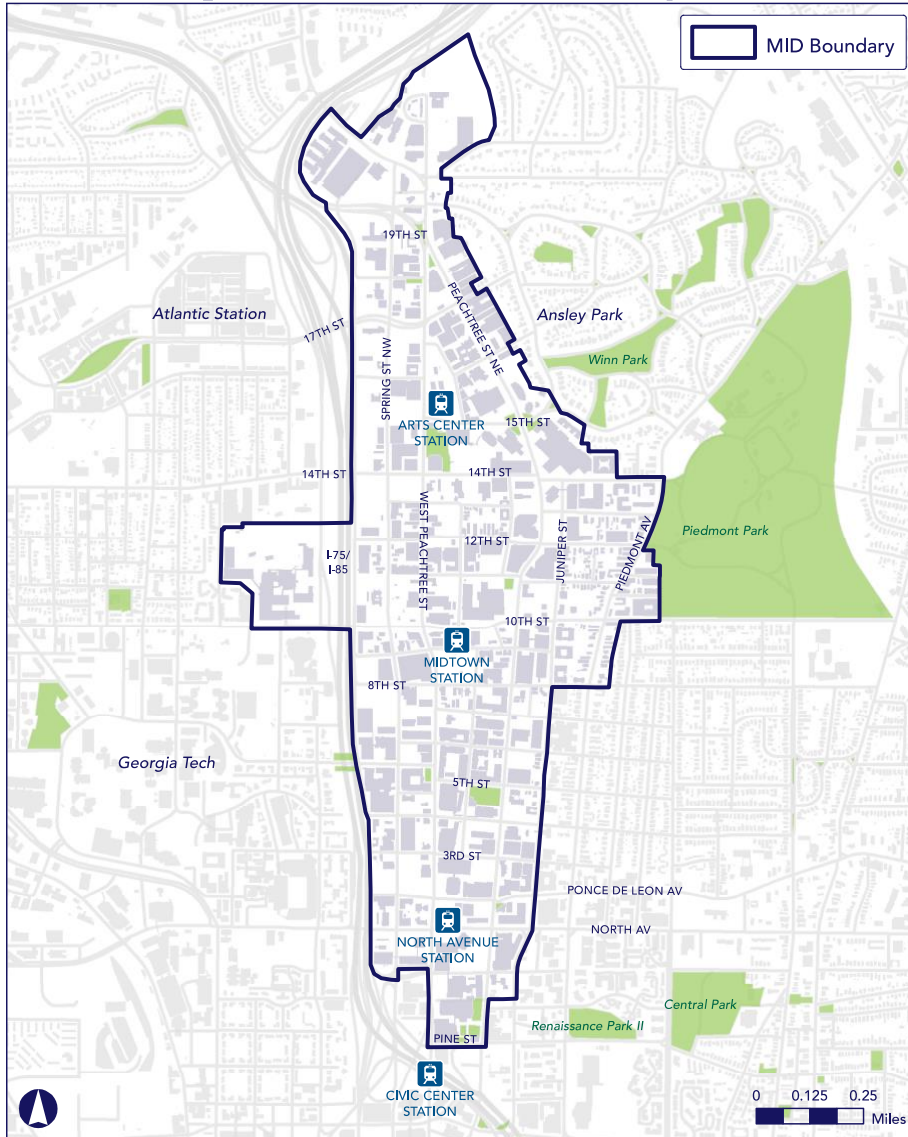 MID Boundary
19TH ST
Atlantic Station
17TH ST
PEACHTREE ST NE
Ansley Park
SPRING ST NW
Winn Park
ARTS CENTER
STATION
15TH ST
14TH ST
14TH ST
WEST PEACHTREE ST
12TH ST
JUNIPER ST
PIEDMONT AV
Piedmont Park
I-75/
I-85
10TH ST
MIDTOWN
STATION
8TH ST
Georgia Tech
5TH ST
3RD ST
PONCE DE LEON AV
NORTH AV
NORTH AVENUE
STATION
Central Park
Renaissance Park II
PINE ST
CIVIC CENTER
STATION
0 0.125 0.25
Miles